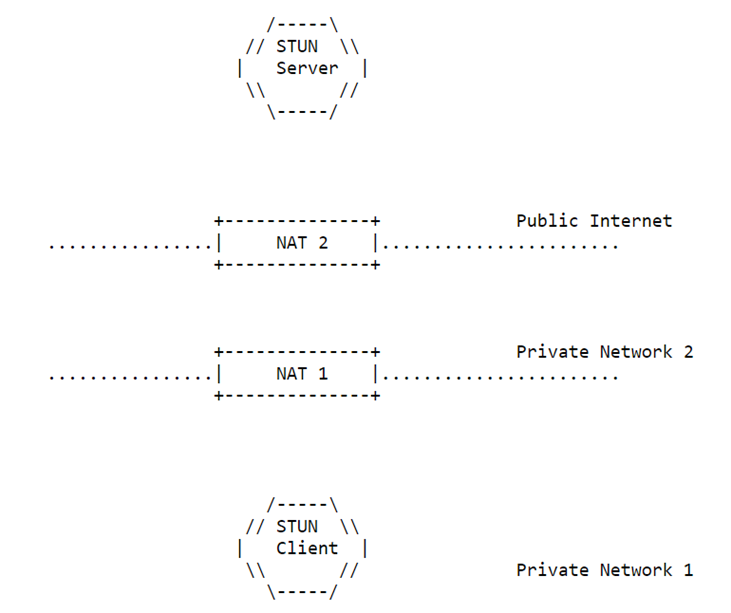 /-----\
// STUN \\
| Server |
\\ //
\-----/
+--------------+ Public Internet
................| NAT 2 |.......................
+--------------+
+--------------+ Private Network 2
................| NAT 1 |.......................
+--------------+
/-----\
// STUN \\
| Client |
\\ // Private Network 1
\-----/